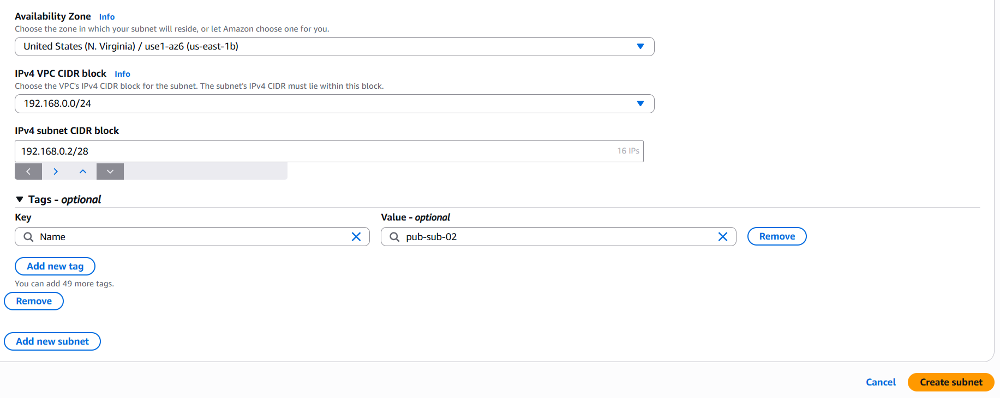 Availability Zone Info
Choose the zone in which your subnet will reside, or let Amazon choose one for you.
United States (N. Virginia) / use1-az6 (us-east-1b)
IPv4 VPC CIDR block Info
Choose the VPC's IPv4 CIDR block for the subnet. The subnet's IPv4 CIDR must lie within this block.
192.168.0.0/24
IPv4 subnet CIDR block
192.168.0.2/28 16 IPs
Tags - optional
Key Value - optional
Name pub-sub-02 Remove
Add new tag
You can add 49 more tags.
Remove
Add new subnet
Cancel Create subnet